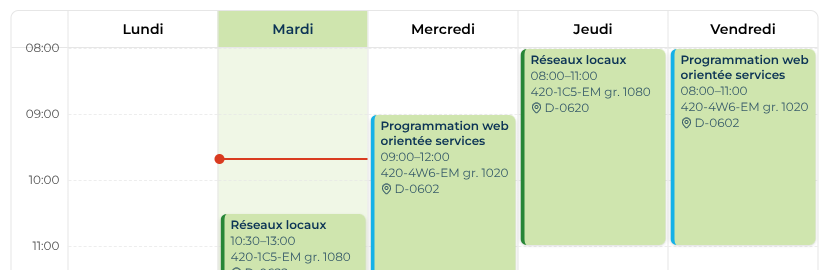 Lundi
Mardi
Mercredi
Jeudi
Vendredi
08:00
09:00
10:00
11:00
Réseaux locaux
10:30–13:00
420-1C5-EM gr. 1080
Programmation web
orientée services
09:00–12:00
420-4W6-EM gr. 1020
D-0602
Réseaux locaux
08:00–11:00
420-1C5-EM gr. 1080
D-0620
Programmation web
orientée services
08:00–11:00
420-4W6-EM gr. 1020
D-0602